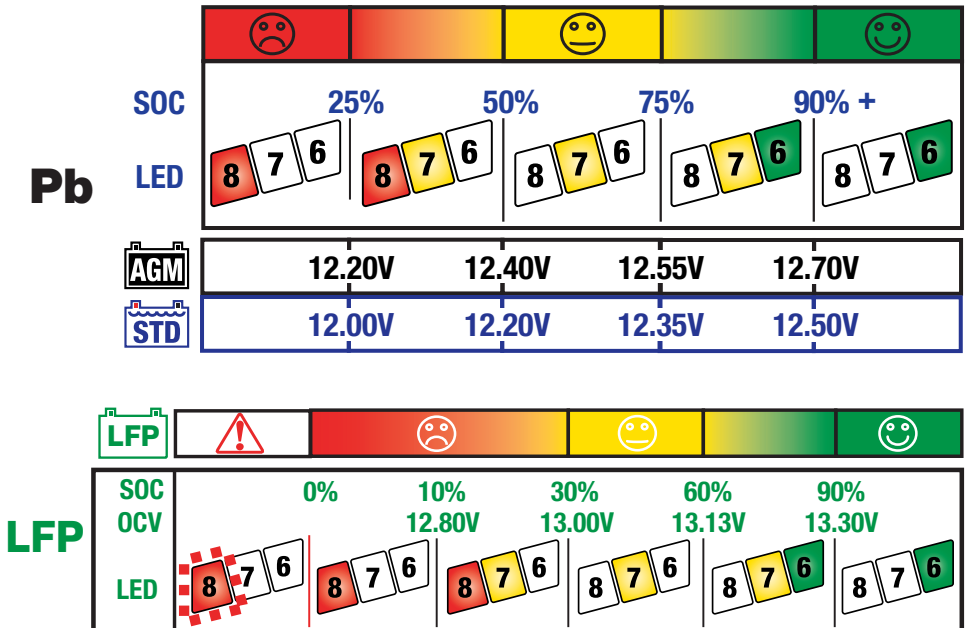 SOC 25% 50% 75% 90% +
Pb
LED 8 7 6 8 7 6 8 7 6 8 7 6 8 7 6
AGM 12.20V 12.40V 12.55V 12.70V
STD 12.00V 12.20V 12.35V 12.50V
LFP
SOC 0% 10% 30% 60% 90%
OCV 12.80V 13.00V 13.13V 13.30V
LFP
LED 8 7 6 8 7 6 8 7 6 8 7 6 8 7 6 8 7 6